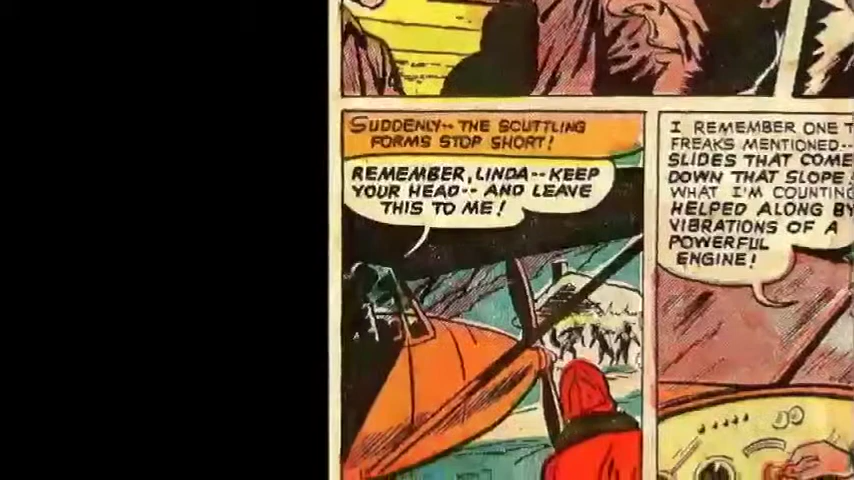 SUDDENLY-- THE SCUTTLING
FORMS STOP SHORT!
REMEMBER, LINDA-- KEEP
YOUR HEAD-- AND LEAVE
THIS TO ME!
I REMEMBER ONE
FREAKS MENTIONED--
SLIDES THAT COME
DOWN THAT SLOPE!
WHAT I'M COUNTING
HELPED ALONG BY
VIBRATIONS OF A
POWERFUL
ENGINE!